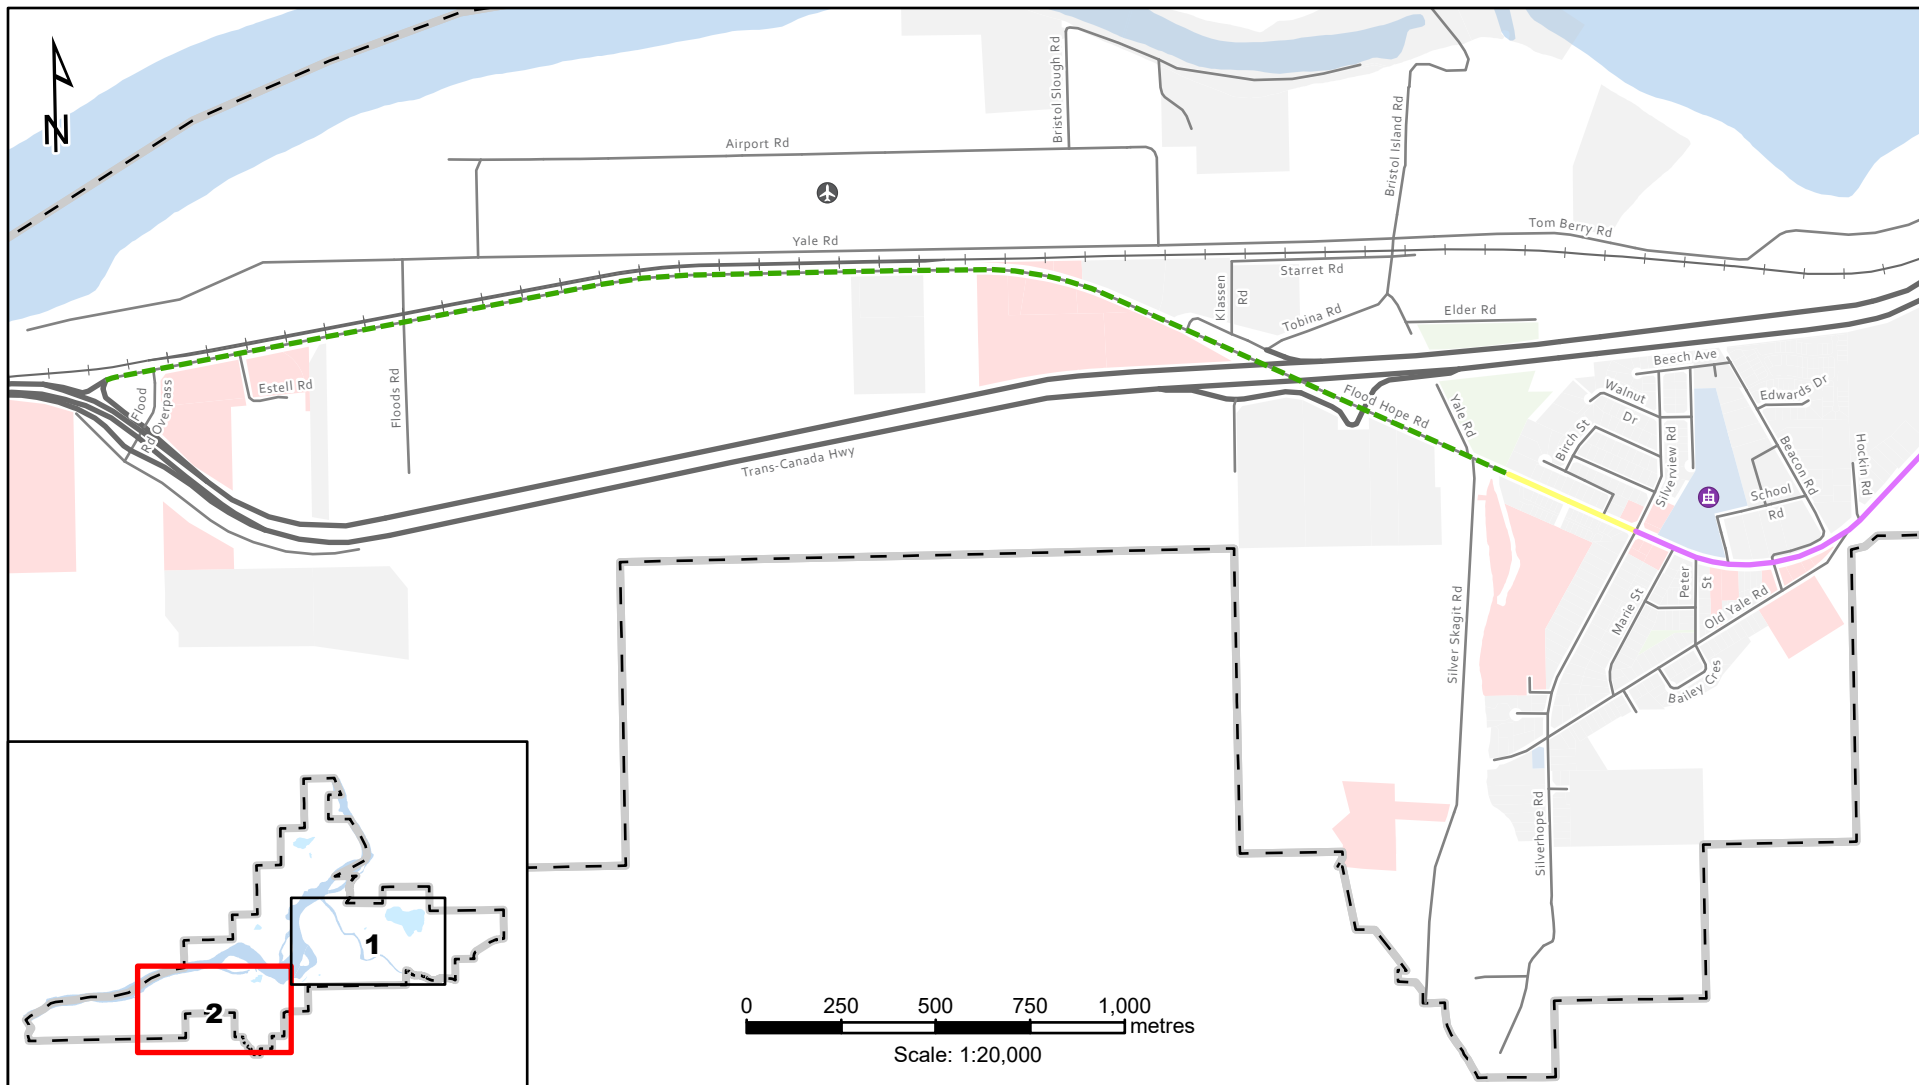 N
Airport Rd
Bristol Slough Rd
Bristol Island Rd
Tom Berry Rd
Yale Rd
Starret Rd
Klassen
Rd
Tobina Rd
Elder Rd
Beech Ave
Edwards Dr
Walnut
Dr
Birch St
Silverview Rd
Beacon Rd
Hockin Rd
School
Rd
Flood Hope Rd
Yale Rd
Estell Rd
Flood
Rd Overpass
Floods Rd
Trans-Canada Hwy
Silver Skagit Rd
Marie St
Peter
St
Old Yale Rd
Bailey Cres
Silverhope Rd
1
2
0 250 500 750 1,000
metres
Scale: 1:20,000